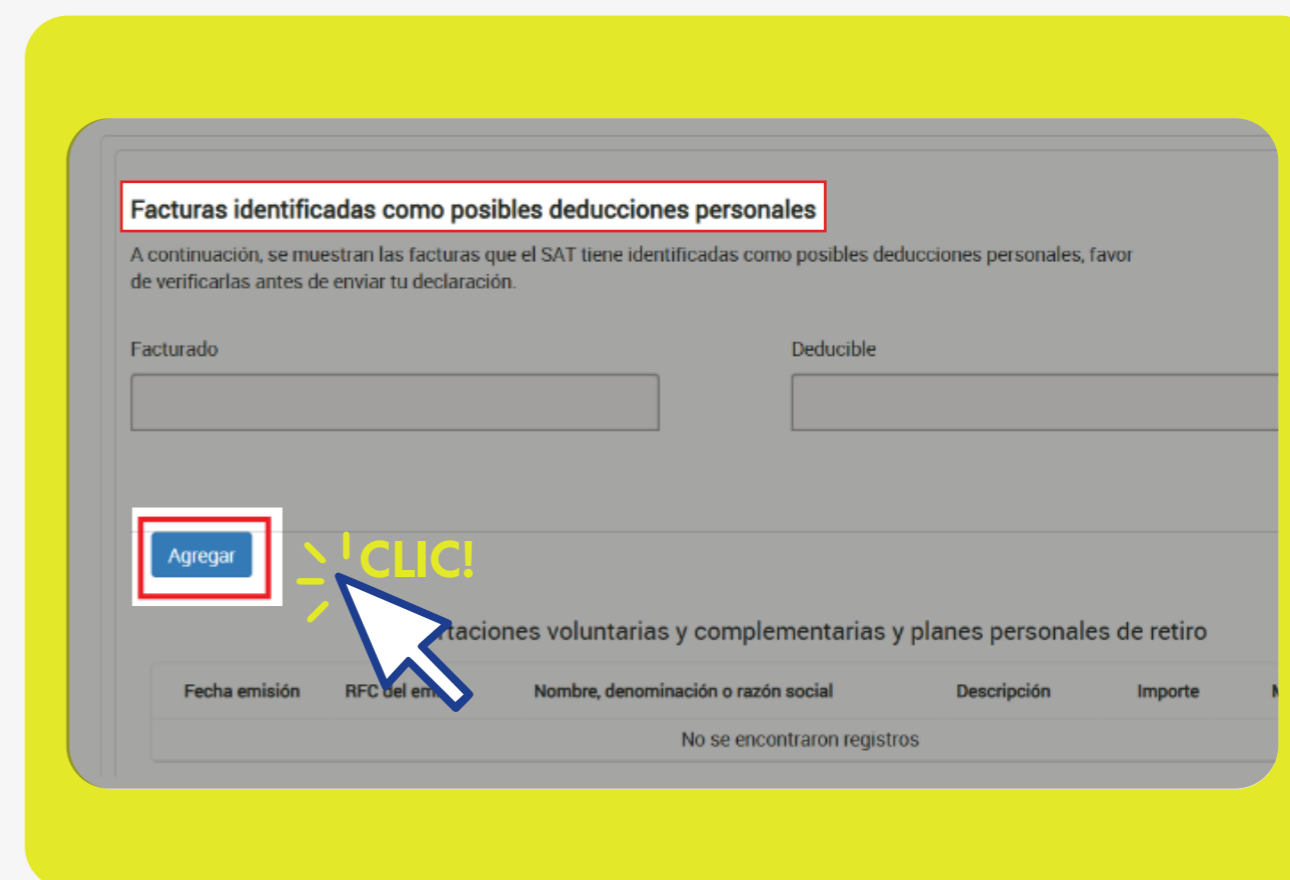 Facturas identificadas como posibles deducciones personales
A continuación, se muestran las facturas que el SAT tiene identificadas como posibles deducciones personales, favor
de verificarlas antes de enviar tu declaración.
Facturado Deducible
Agregar
CLIC!
voluntarias y complementarias y planes personales de retiro
Fecha emisión RFC del Nombre, denominación o razón social Descripción Importe
No se encontraron registros